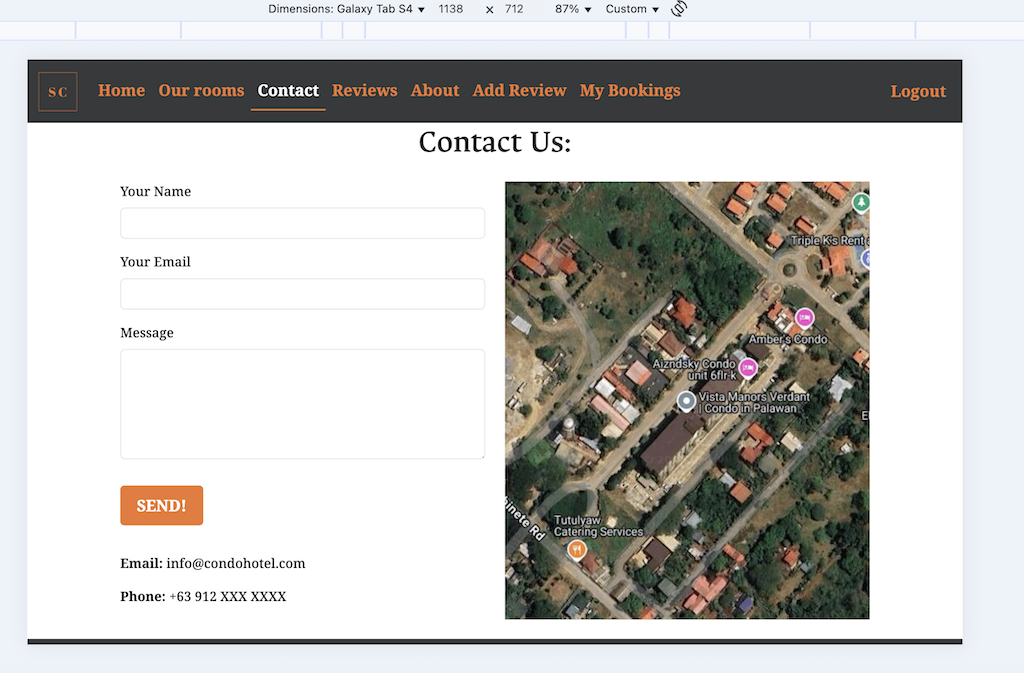 Dimensions: Galaxy Tab S4 1138 × 712 87% Custom
SC Home Our rooms Contact Reviews About Add Review My Bookings Logout
Contact Us:
Your Name
Your Email
Message
SEND!
Email: info@condohotel.com
Phone: +63 912 XXX XXXX
Triple K's Rent
Amber's Condo
Aizndsky Condo
unit 6flr-k
Vista Manors Verdant
| Condo in Palawan
binete Rd
Tutulyaw
Catering Services